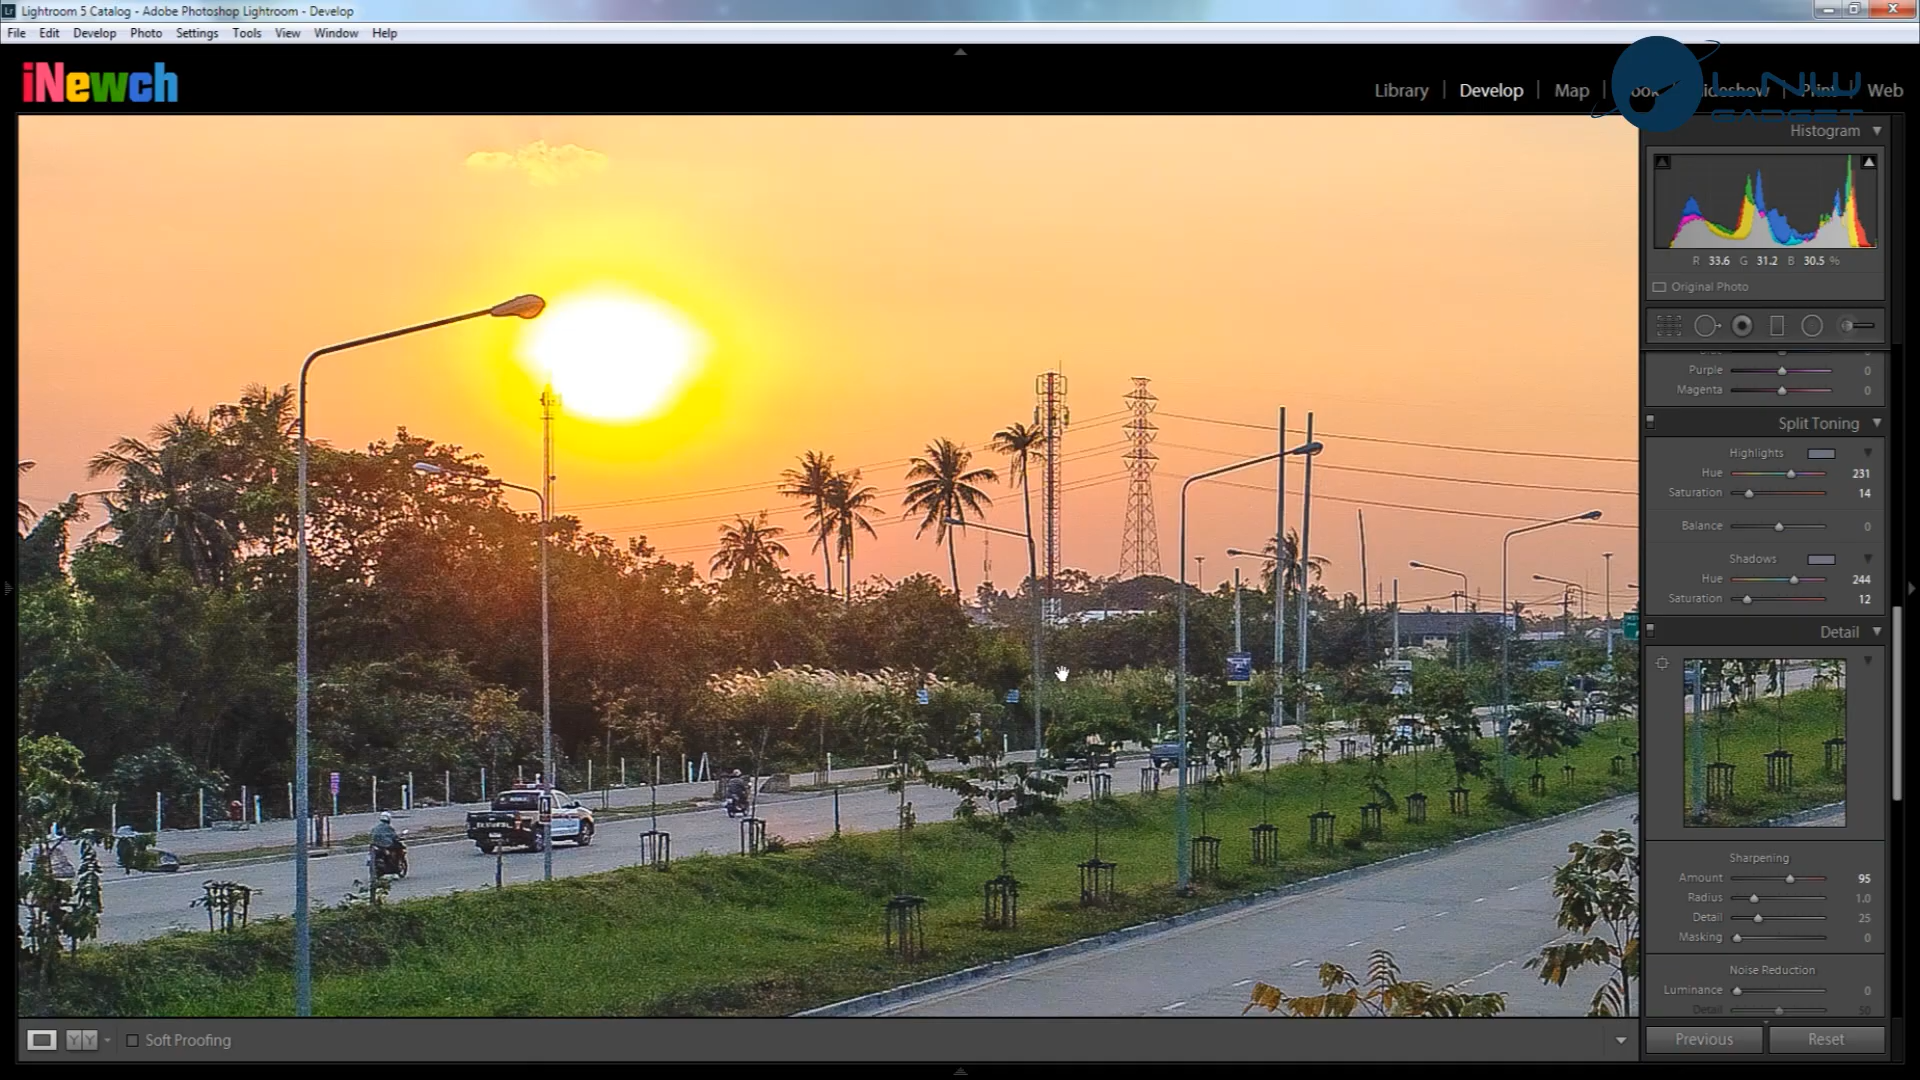 Lightroom 5 Catalog - Adobe Photoshop Lightroom - Develop
File Edit Develop Photo Settings Tools View Window Help
iNewch
Library | Develop | Map | Web
GADGET
Histogram
R 33.6 G 31.2 B 30.5 %
Original Photo
Purple 0
Magenta 0
Split Toning
Highlights
Hue 231
Saturation 14
Balance 0
Shadows
Hue 244
Saturation 12
Detail
Sharpening
Amount 95
Radius 1.0
Detail 25
Masking 0
Noise Reduction
Luminance 0
Detail 50
Soft Proofing
Previous Reset